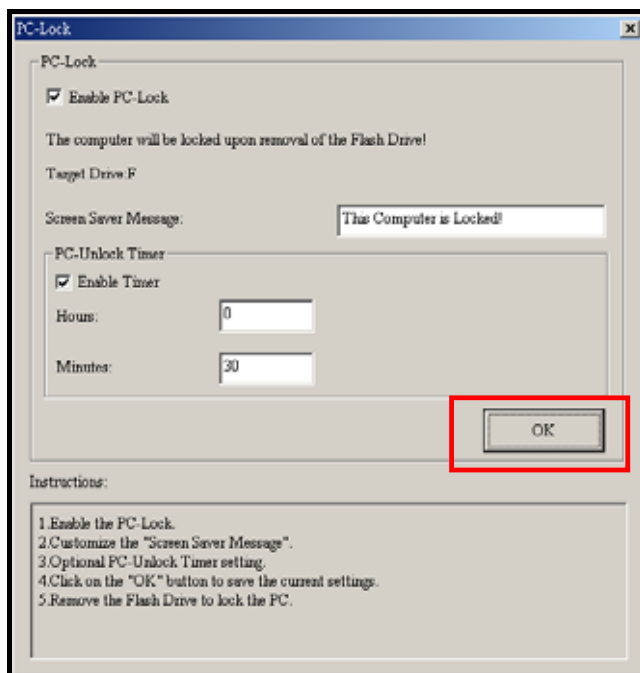 PC-Lock
PC-Lock
Enable PC-Lock
The computer will be locked upon removal of the Flash Drive!
Target Drive:F
Screen Saver Message:
This Computer is Locked!
PC-Unlock Timer
Enable Timer
Hours:
0
Minutes:
30
OK
Instructions:
1.Enable the PC-Lock.
2.Customize the "Screen Saver Message".
3.Optional PC-Unlock Timer setting.
4.Click on the "OK" button to save the current settings.
5.Remove the Flash Drive to lock the PC.